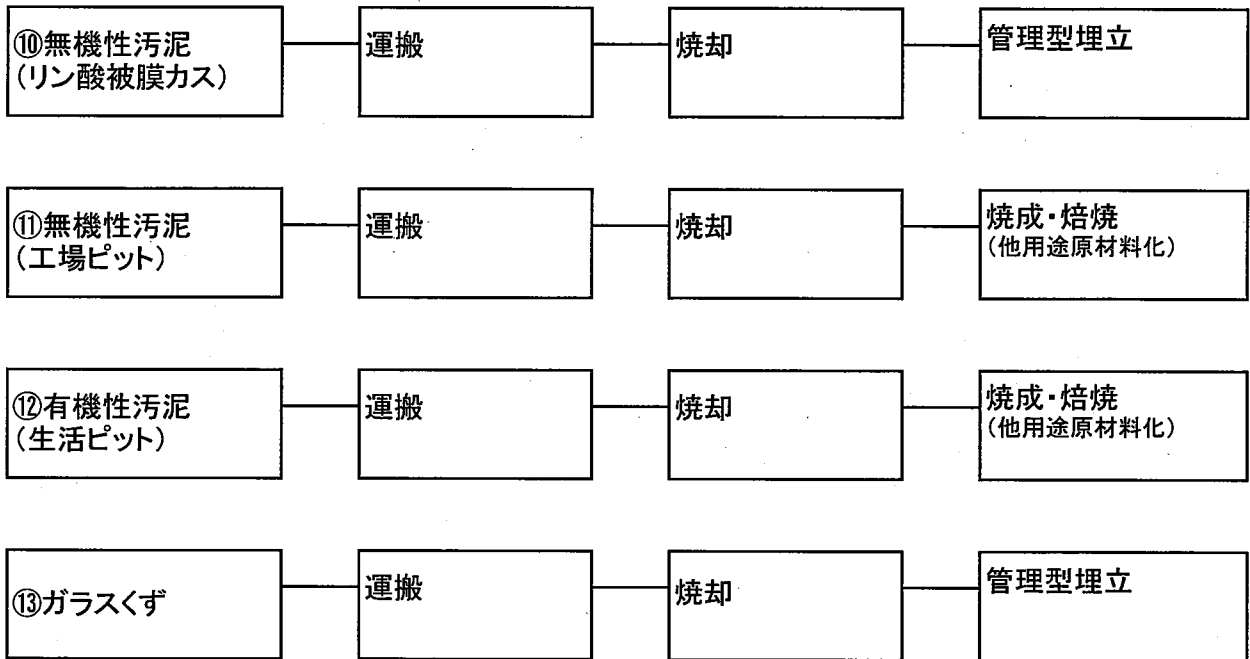 ⑩無機性汚泥
(リン酸被膜カス)
運搬
焼却
管理型埋立
⑪無機性汚泥
(工場ピット)
運搬
焼却
焼成・焙焼
(他用途原材料化)
⑫有機性汚泥
(生活ピット)
運搬
焼却
焼成・焙焼
(他用途原材料化)
⑬ガラスくず
運搬
焼却
管理型埋立